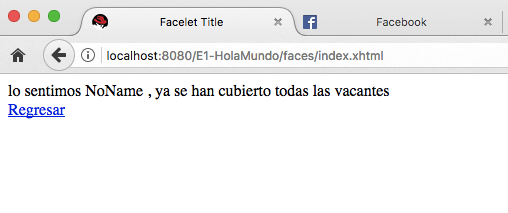 Facelet Title
Facebook
localhost:8080/E1-HolaMundo/faces/index.xhtml
lo sentimos NoName , ya se han cubierto todas las vacantes
Regresar